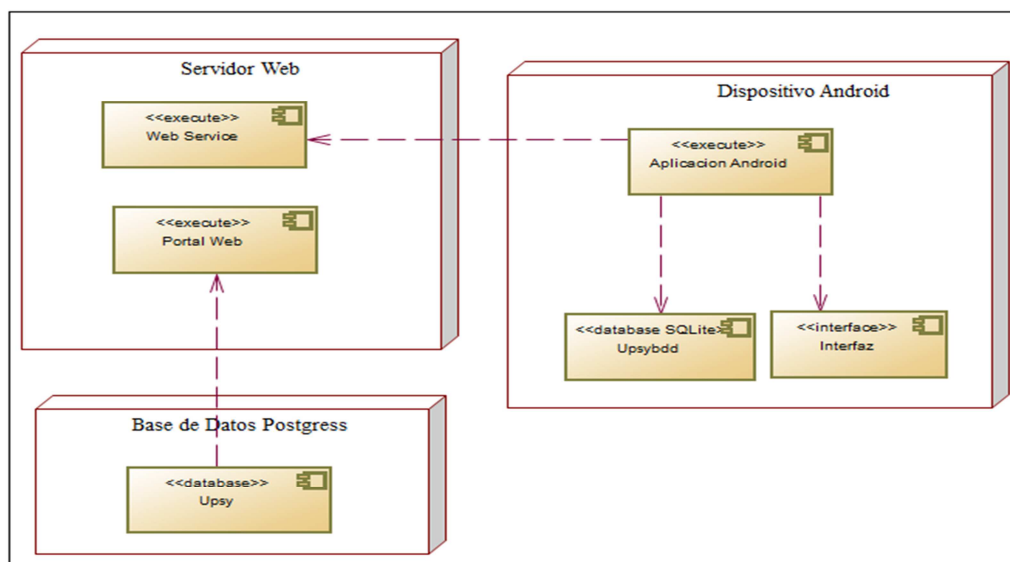 Servidor Web
<<execute>>
Web Service
<<execute>>
Portal Web
Base de Datos Postgress
<<database>>
Upsy
Dispositivo Android
<<execute>>
Aplicacion Android
<<database SQLite>
Upsybdd
<<interface>>
Interfaz